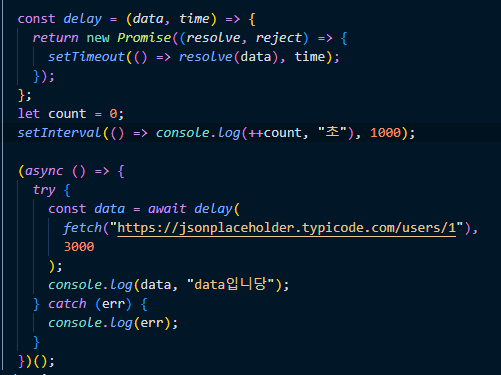 const delay = (data, time) => {
return new Promise((resolve, reject) => {
setTimeout(() => resolve(data), time);
});
};
let count = 0;
setInterval(() => console.log(++count, "초"), 1000);
(async () => {
try {
const data = await delay(
fetch("https://jsonplaceholder.typicode.com/users/1"),
3000
);
console.log(data, "data입니당");
} catch (err) {
console.log(err);
}
})();